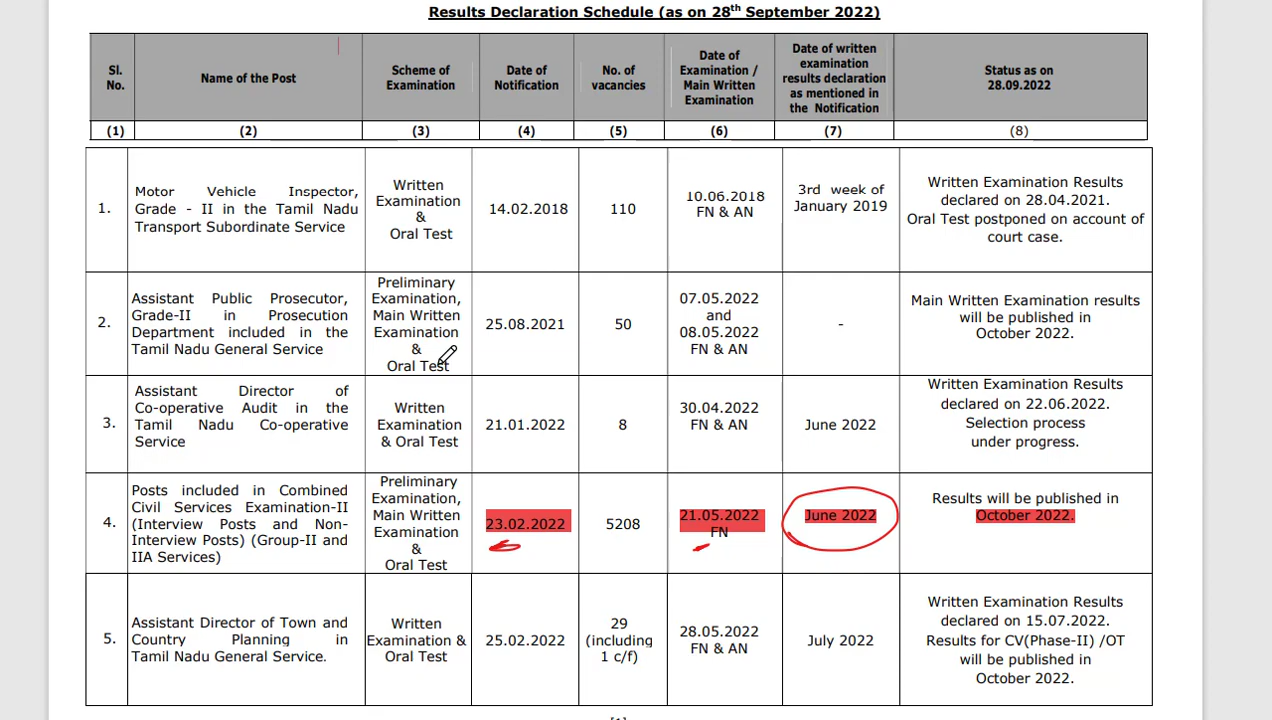 Results Declaration Schedule (as on 28th September 2022)
Sl. No.
Name of the Post
Scheme of Examination
Date of Notification
No. of vacancies
Date of Examination / Main Written Examination
Date of written examination results declaration as mentioned in the Notification
Status as on 28.09.2022
(1)
(2)
(3)
(4)
(5)
(6)
(7)
(8)
1.
Motor Vehicle Inspector,
Grade - II in the Tamil Nadu
Transport Subordinate Service
Written
Examination
&
Oral Test
14.02.2018
110
10.06.2018
FN & AN
3rd week of
January 2019
Written Examination Results
declared on 28.04.2021.
Oral Test postponed on account of
court case.
2.
Assistant Public Prosecutor,
Grade-II in Prosecution
Department included in the
Tamil Nadu General Service
Preliminary
Examination,
Main Written
Examination
&
Oral Test
25.08.2021
50
07.05.2022
and
08.05.2022
FN & AN
-
Main Written Examination results
will be published in
October 2022.
3.
Assistant Director of
Co-operative Audit in the
Tamil Nadu Co-operative
Service
Written
Examination
& Oral Test
21.01.2022
8
30.04.2022
FN & AN
June 2022
Written Examination Results
declared on 22.06.2022.
Selection process
under progress.
4.
Posts included in Combined
Civil Services Examination-II
(Interview Posts and Non-
Interview Posts) (Group-II and
IIA Services)
Preliminary
Examination,
Main Written
Examination
&
Oral Test
23.02.2022
5208
21.05.2022
FN
June 2022
Results will be published in
October 2022.
5.
Assistant Director of Town and
Country Planning in
Tamil Nadu General Service.
Written
Examination &
Oral Test
25.02.2022
29
(including
1 c/f)
28.05.2022
FN & AN
July 2022
Written Examination Results
declared on 15.07.2022.
Results for CV(Phase-II) /OT
will be published in
October 2022.